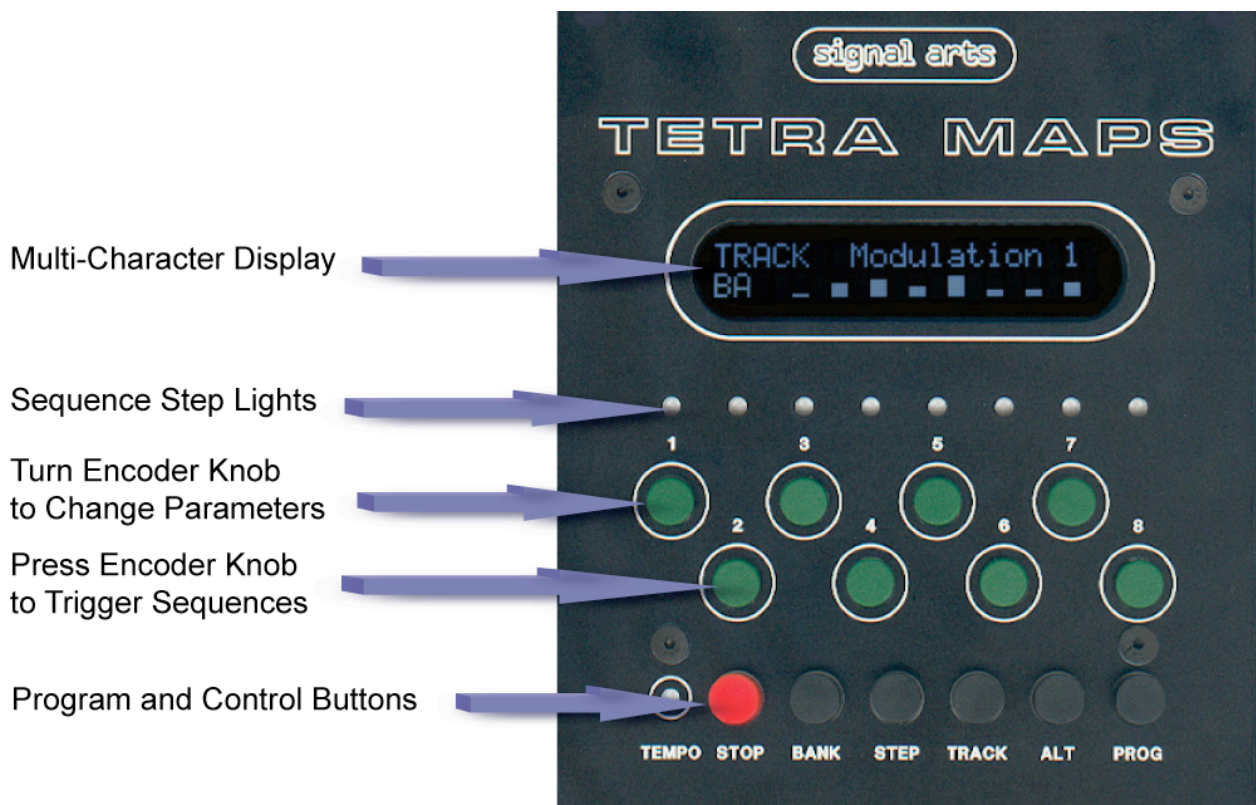 signal arts
TETRA MAPS
Multi-Character Display
TRACK Modulation 1
BA
Sequence Step Lights
1 3 5 7
Turn Encoder Knob
to Change Parameters
2 4 6 8
Press Encoder Knob
to Trigger Sequences
Program and Control Buttons
TEMPO STOP BANK STEP TRACK ALT PROG